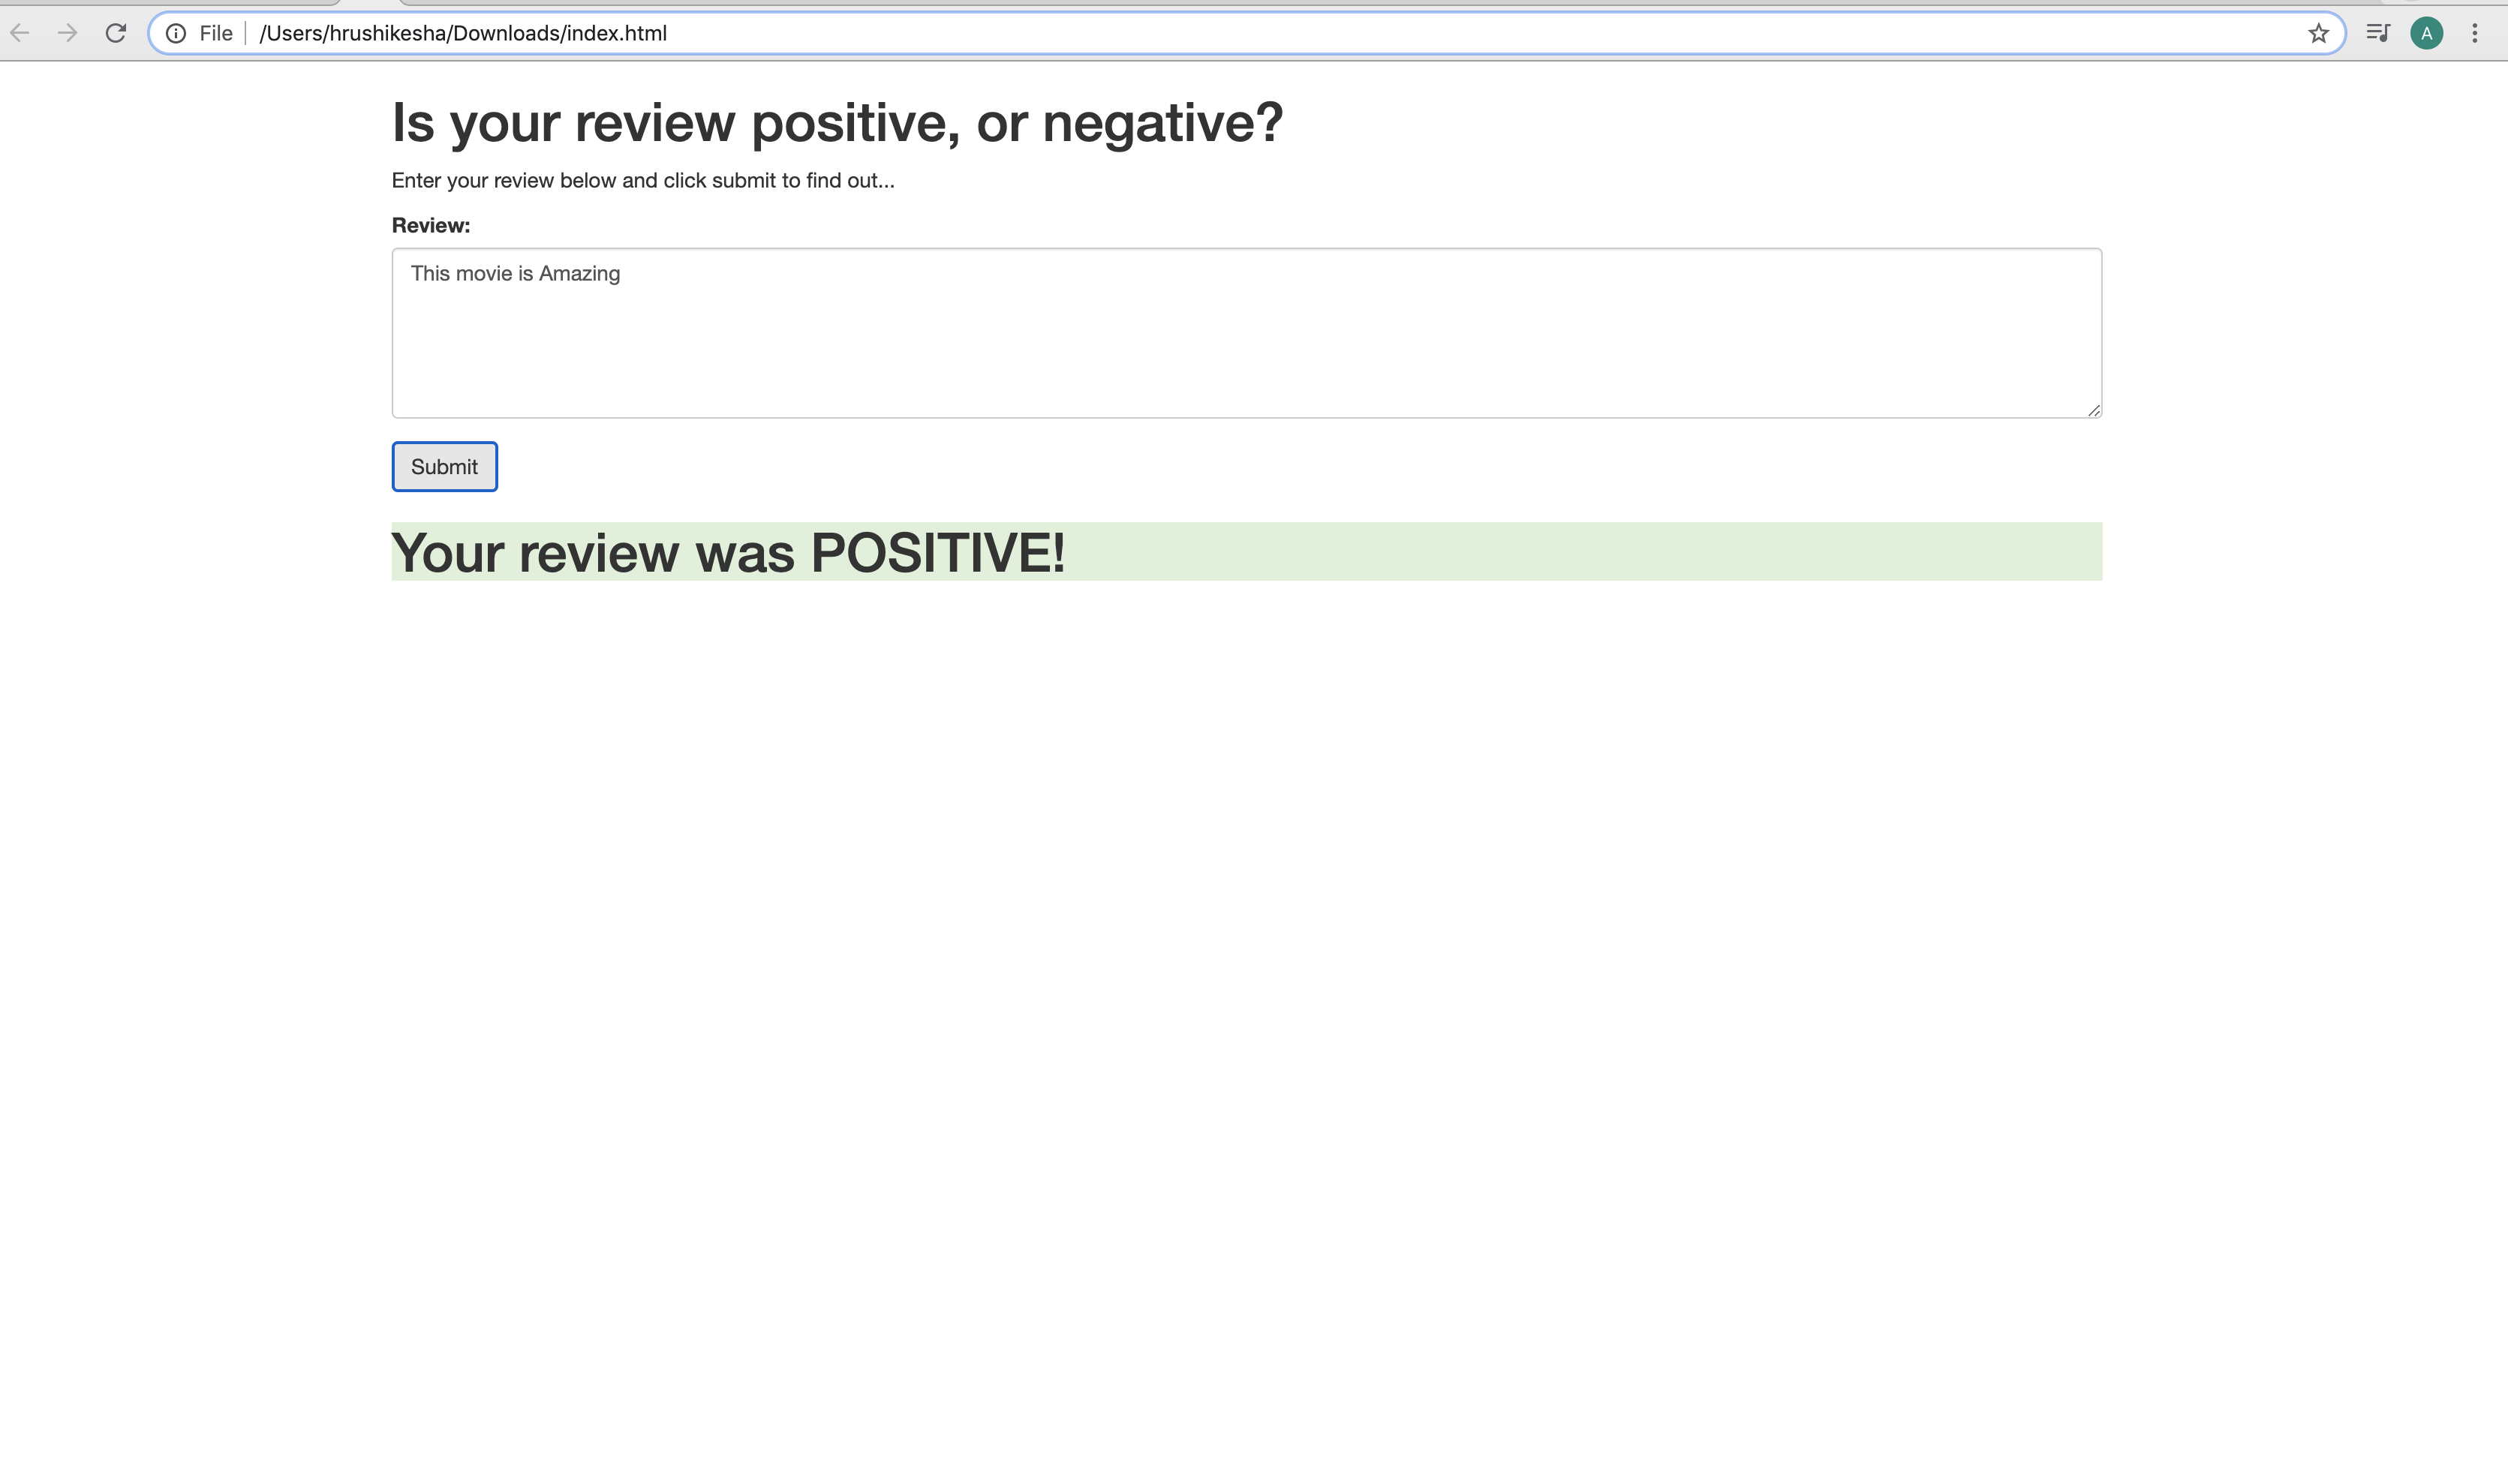 File /Users/hrushikesha/Downloads/index.html
A
Is your review positive, or negative?
Enter your review below and click submit to find out...
Review:
This movie is Amazing
Submit
Your review was POSITIVE!